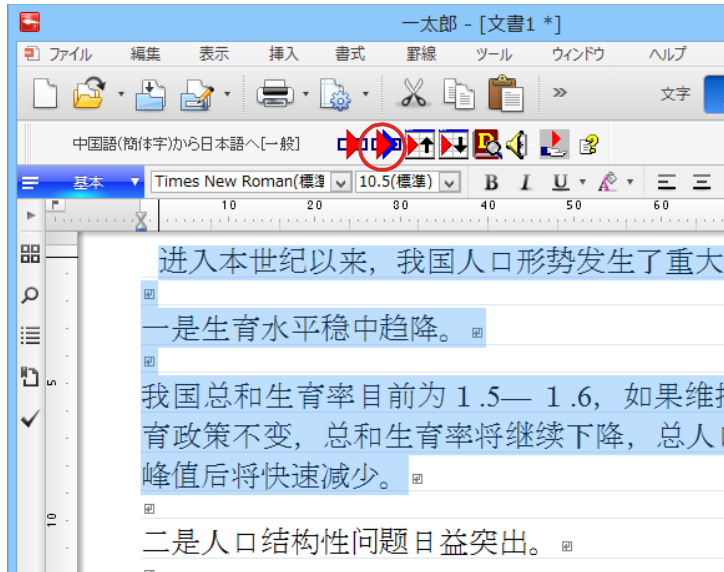 一太郎 - [文書1 *]
ファイル 編集 表示 挿入 書式 罫線 ツール ウィンドウ ヘルプ
文字
中国語(簡体字)から日本語へ[一般]
基本 Times New Roman(標準 10.5(標準) B I U
10 20 30 40 50 60
进入本世纪以来，我国人口形势发生了重大
一是生育水平稳中趋降。
5
我国总和生育率目前为 1.5— 1.6，如果维持
育政策不变，总和生育率将继续下降，总人口
峰值后将快速减少。
10
二是人口结构性问题日益突出。